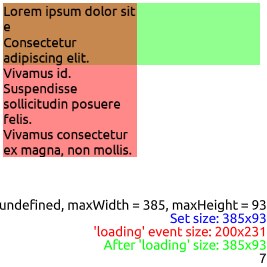 Lorem ipsum dolor sit
e
Consectetur
adipiscing elit.
Vivamus id.
Suspendisse
sollicitudin posuere
felis.
Vivamus consectetur
ex magna, non mollis.
undefined, maxWidth = 385, maxHeight = 93
Set size: 385x93
'loading' event size: 200x231
After 'loading' size: 385x93
7